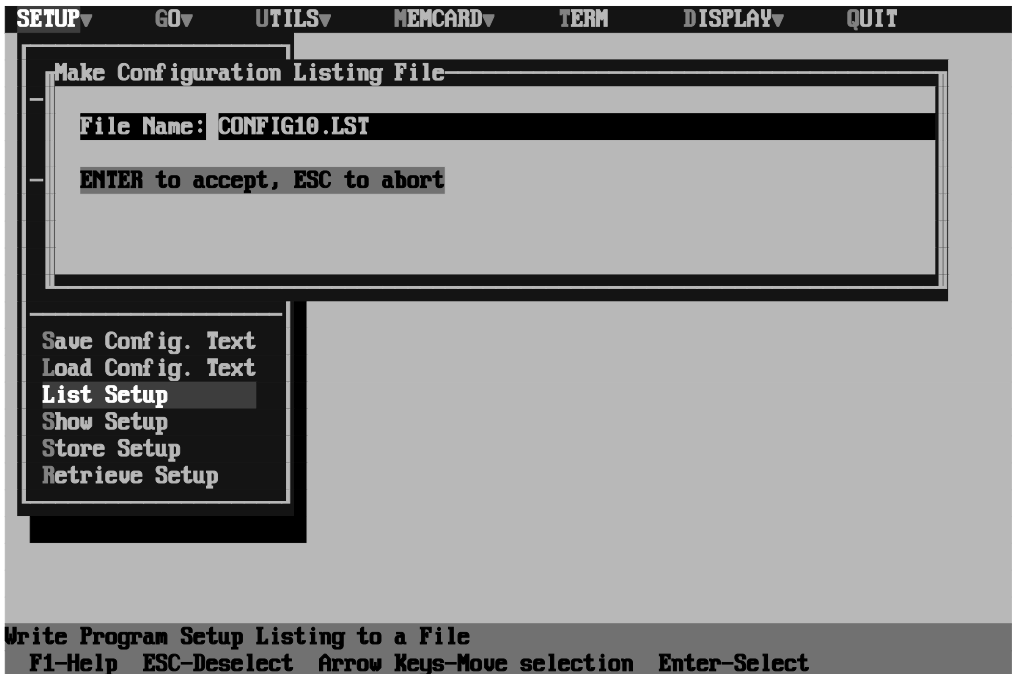 SETUP▼ GO▼ UTILS▼ MEMCARD▼ TERM DISPLAY▼ QUIT
Make Configuration Listing File
File Name: CONFIG10.LST
ENTER to accept, ESC to abort
Save Config. Text
Load Config. Text
List Setup
Show Setup
Store Setup
Retrieve Setup
Write Program Setup Listing to a File
F1-Help ESC-Deselect Arrow Keys-Move selection Enter-Select